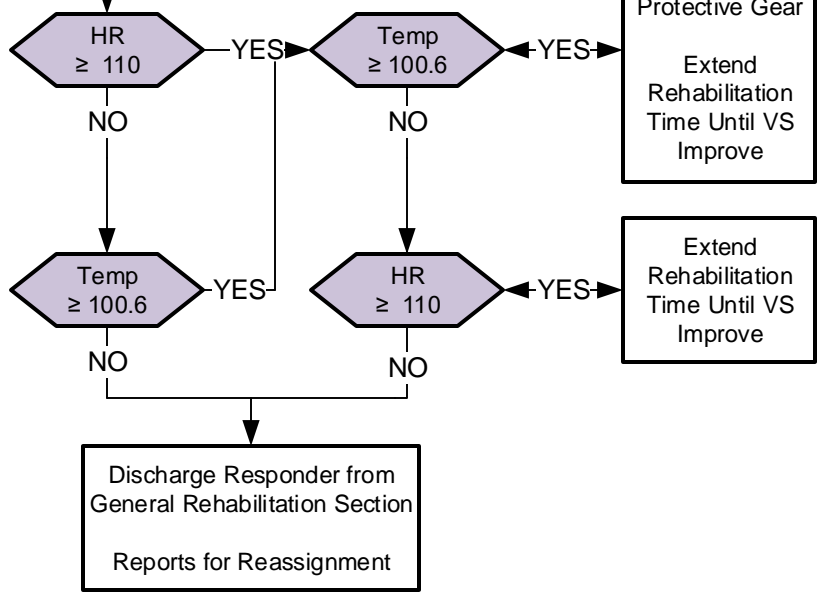 Protective Gear
HR
≥ 110
YES
Temp
≥ 100.6
YES
Extend
Rehabilitation
Time Until VS
Improve
NO
NO
Temp
≥ 100.6
YES
HR
≥ 110
YES
Extend
Rehabilitation
Time Until VS
Improve
NO
NO
Discharge Responder from
General Rehabilitation Section
Reports for Reassignment